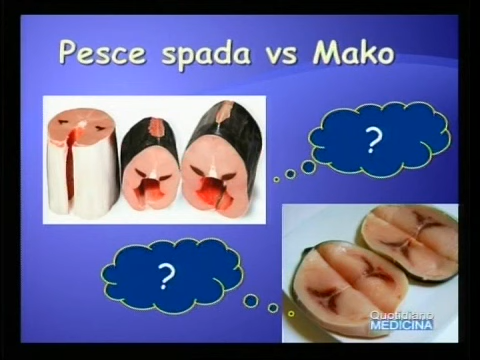 Pesce spada vs Mako
?
?
Quotidiano
MEDICINA